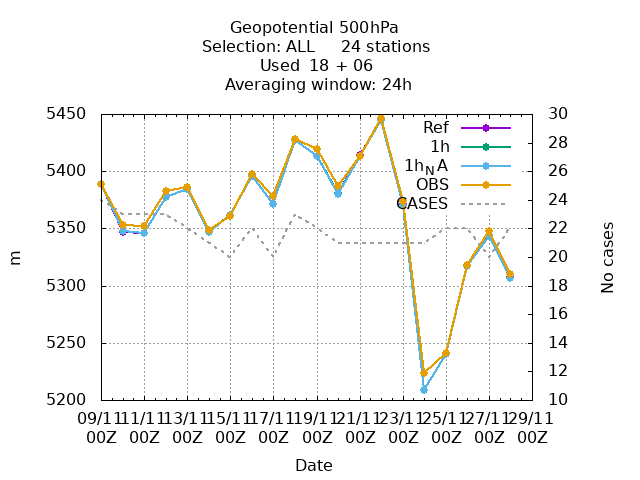 Geopotential 500hPa
Selection: ALL 24 stations
Used 18 + 06
Averaging window: 24h
5450
5400
5350
5300
5250
5200
m
30
28
26
24
22
20
18
16
14
12
10
No cases
Ref
1h
1h_NA
OBS
CASES
09/11 11/11 13/11 15/11 17/11 19/11 21/11 23/11 25/11 27/11 29/11
00Z 00Z 00Z 00Z 00Z 00Z 00Z 00Z 00Z 00Z 00Z
Date